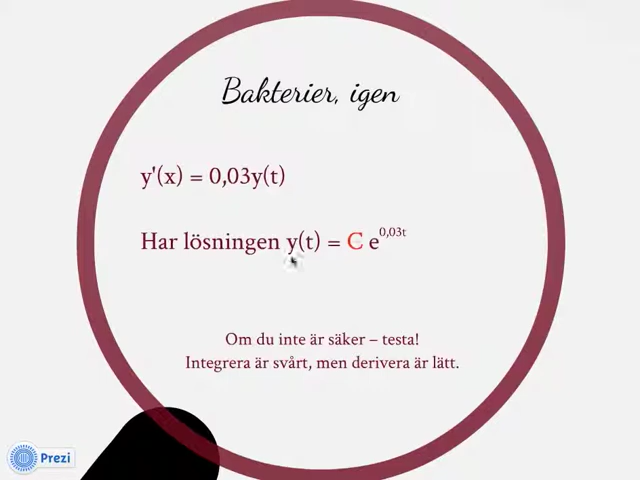 Bakterier, igen
y'(x) = 0,03y(t)
Har lösningen y(t) = C e^0,03t
Om du inte är säker – testa!
Integrera är svårt, men derivera är lätt.
Prezi